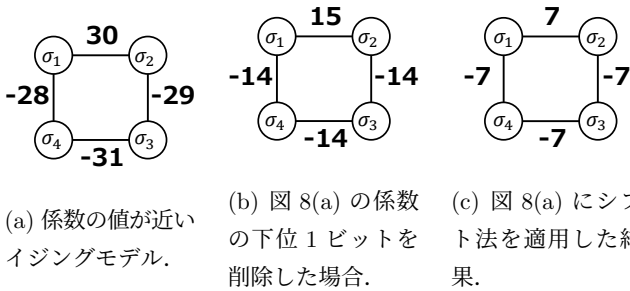 30
σ1 σ2
-28 -29
σ4 σ3
-31
(a) 係数の値が近い
イジングモデル.
15
σ1 σ2
-14 -14
σ4 σ3
-14
(b) 図 8(a) の係数
の下位 1 ビットを
削除した場合.
7
σ1 σ2
-7 -7
σ4 σ3
-7
(c) 図 8(a) にシフ
ト法を適用した結
果.